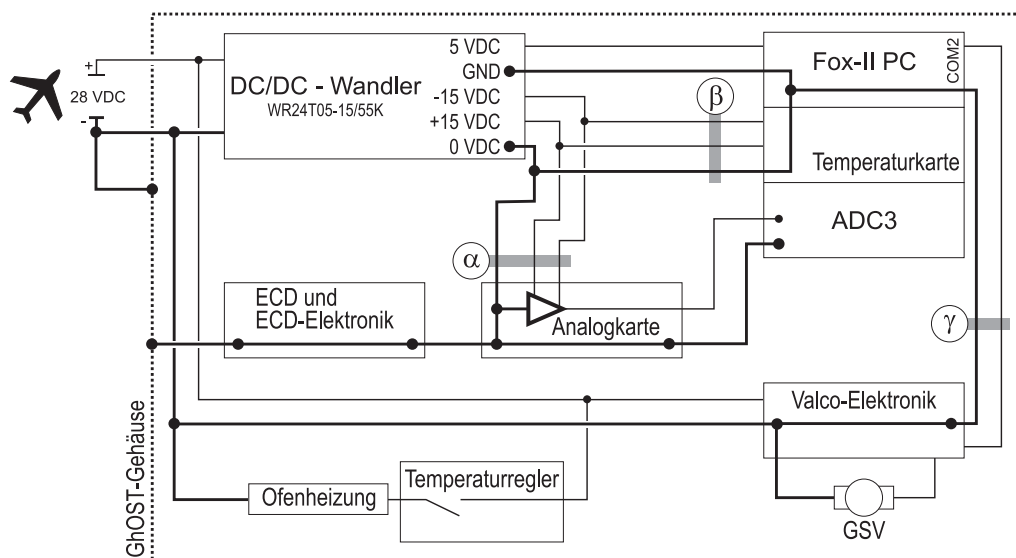 5 VDC
GND
-15 VDC
+15 VDC
0 VDC
DC/DC - Wandler
WR24T05-15/55K
+
28 VDC
-
Fox-II PC
COM2
β
Temperaturkarte
ADC3
α
ECD und
ECD-Elektronik
Analogkarte
γ
GhOST-Gehäuse
Valco-Elektronik
Ofenheizung
Temperaturregler
GSV